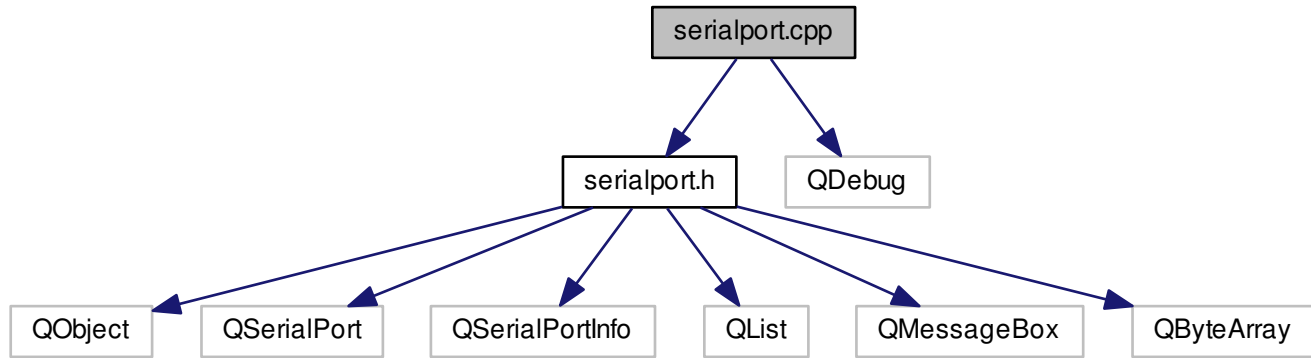 serialport.cpp
serialport.h
QDebug
QObject
QSerialPort
QSerialPortInfo
QList
QMessageBox
QByteArray